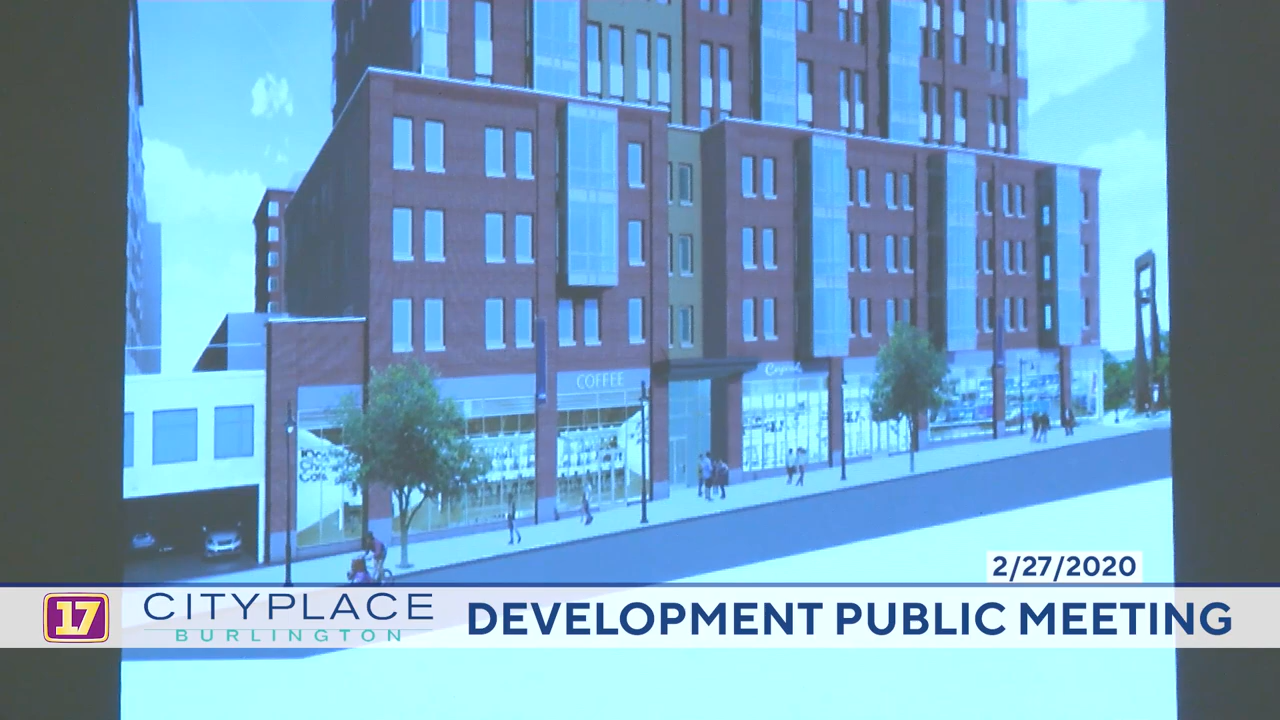 COFFEE
2/27/2020
17
CITYPLACE
BURLINGTON
DEVELOPMENT PUBLIC MEETING